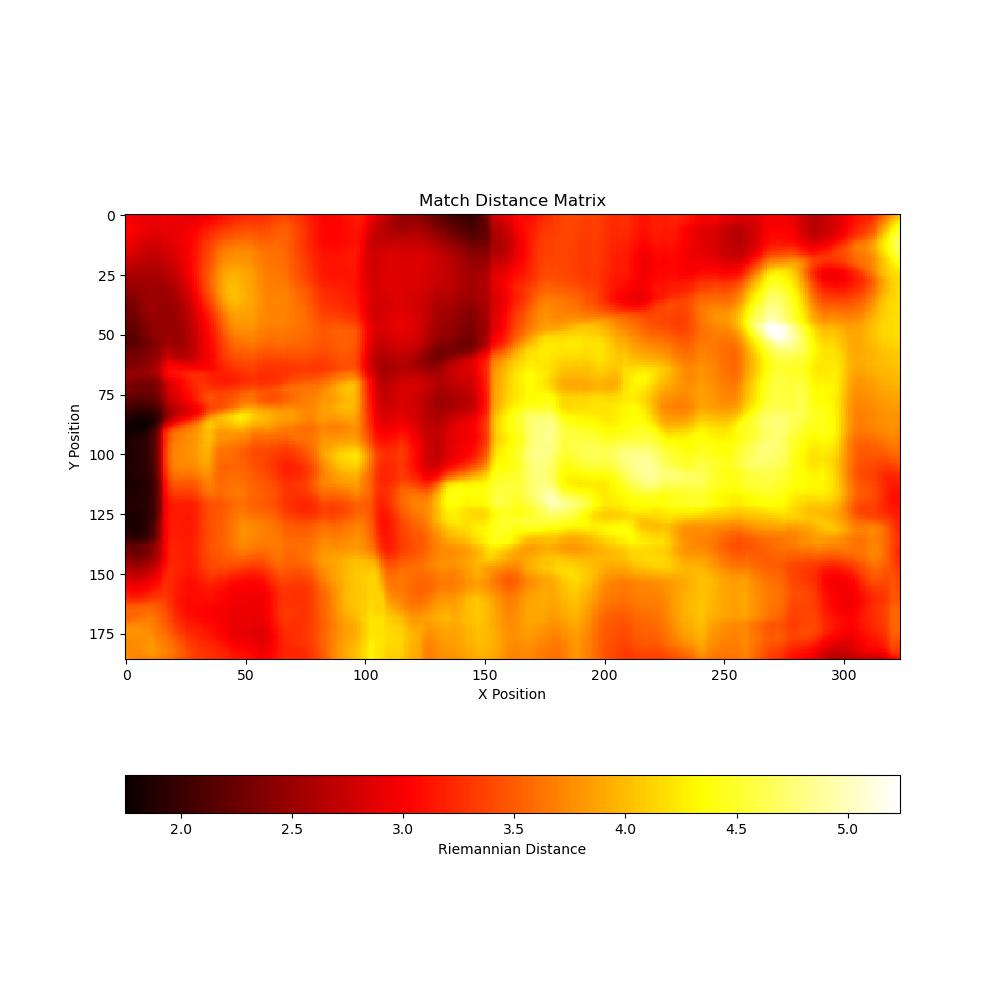 Match Distance Matrix
0
25
50
75
100
125
150
175
Y Position
0 50 100 150 200 250 300
X Position
2.0 2.5 3.0 3.5 4.0 4.5 5.0
Riemannian Distance